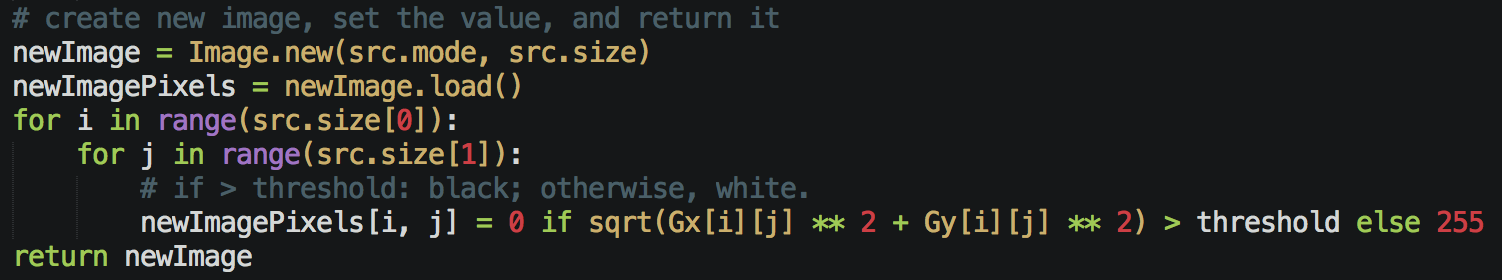 # create new image, set the value, and return it
newImage = Image.new(src.mode, src.size)
newImagePixels = newImage.load()
for i in range(src.size[0]):
    for j in range(src.size[1]):
        # if > threshold: black; otherwise, white.
        newImagePixels[i, j] = 0 if sqrt(Gx[i][j] ** 2 + Gy[i][j] ** 2) > threshold else 255
return newImage